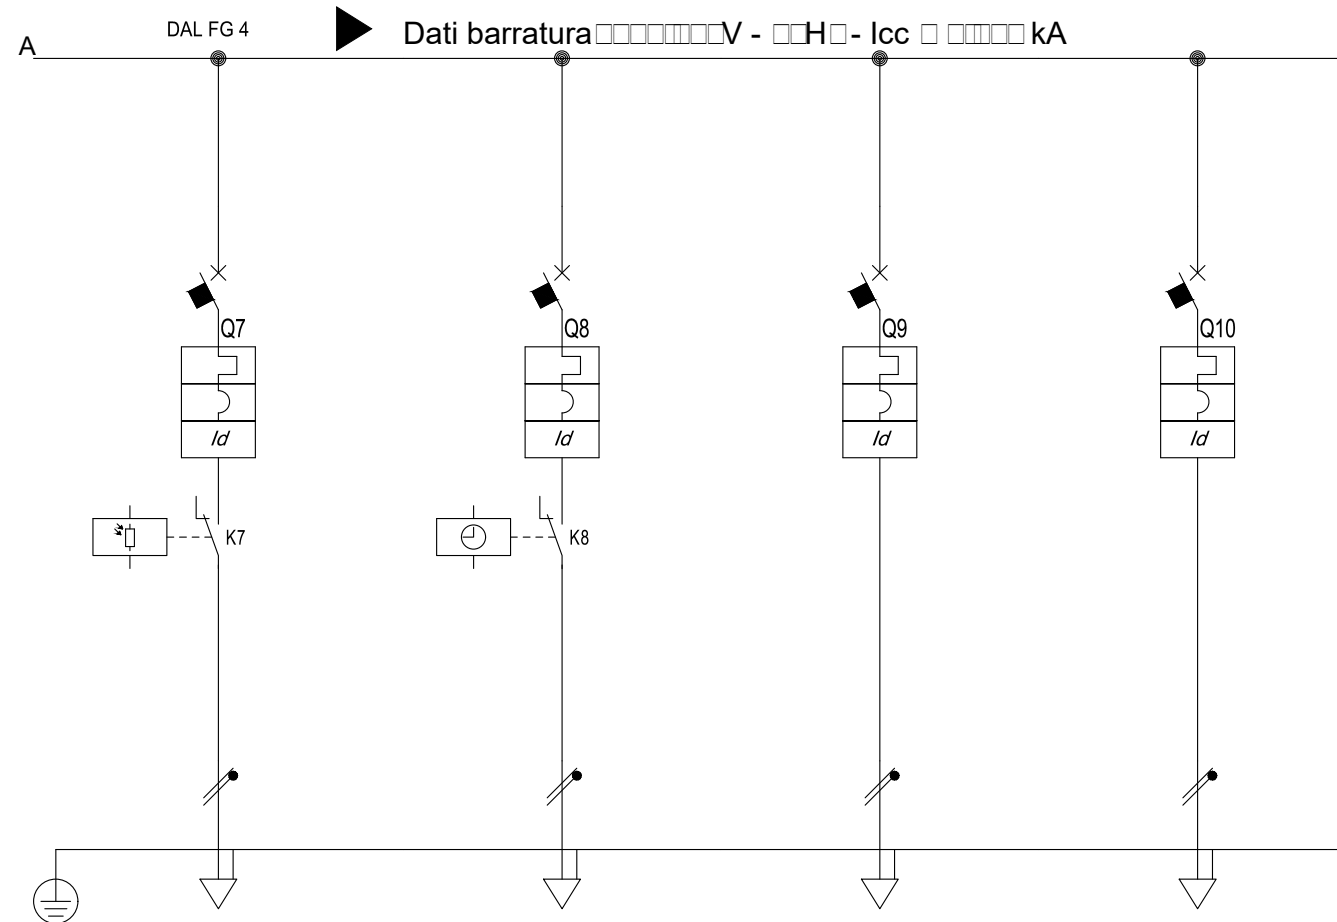 DAL FG 4
Dati barratura V - H - Icc kA
A
Q7
Q8
Q9
Q10
Id
Id
Id
Id
K7
K8